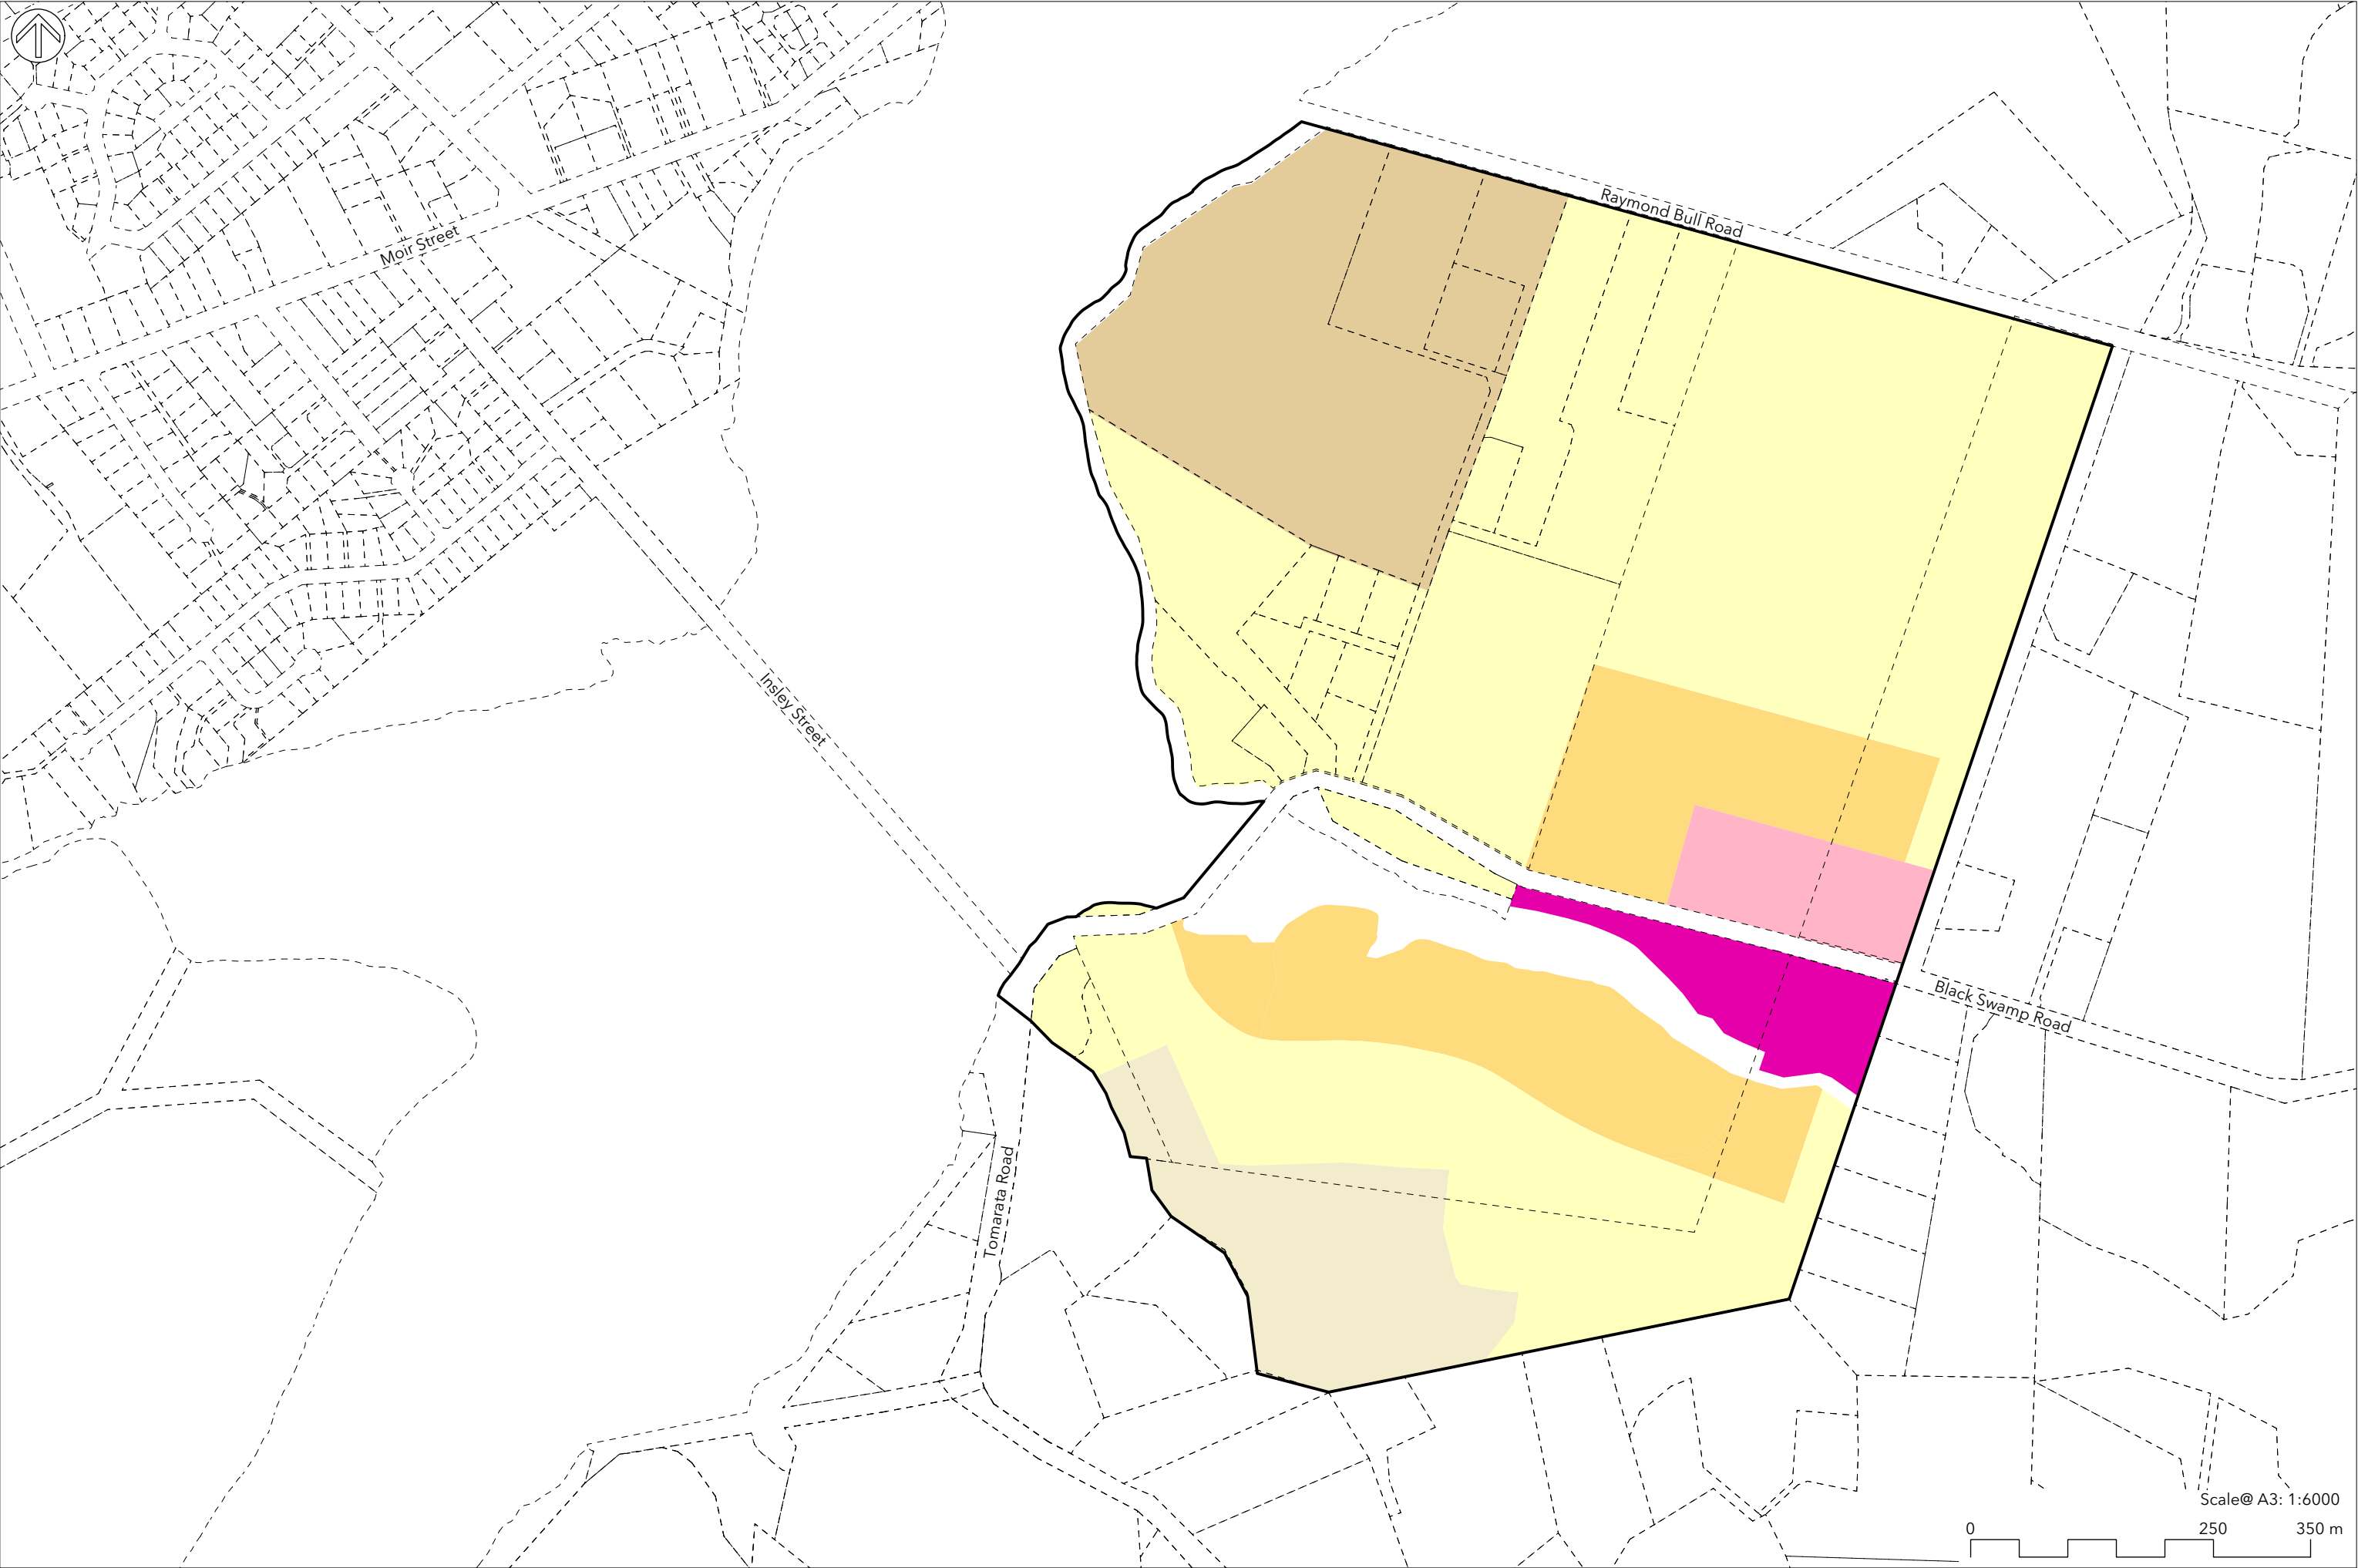 Raymond Bull Road
Moir Street
Insley Street
Black Swamp Road
Tomarata Road
Scale@ A3: 1:6000
0 250 350 m